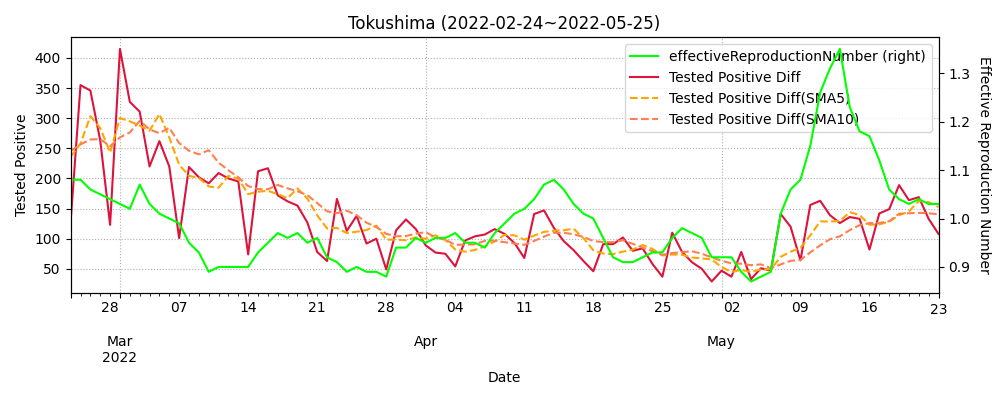 Tokushima (2022-02-24~2022-05-25)
effectiveReproductionNumber (right)
Tested Positive Diff
Tested Positive Diff(SMA5)
Tested Positive Diff(SMA10)
Tested Positive
400
350
300
250
200
150
100
50
1.3
1.2
1.1
1.0
0.9
Effective Reproduction Number
28 07 14 21 28 04 11 18 25 02 09 16 23
Mar Apr May
2022
Date